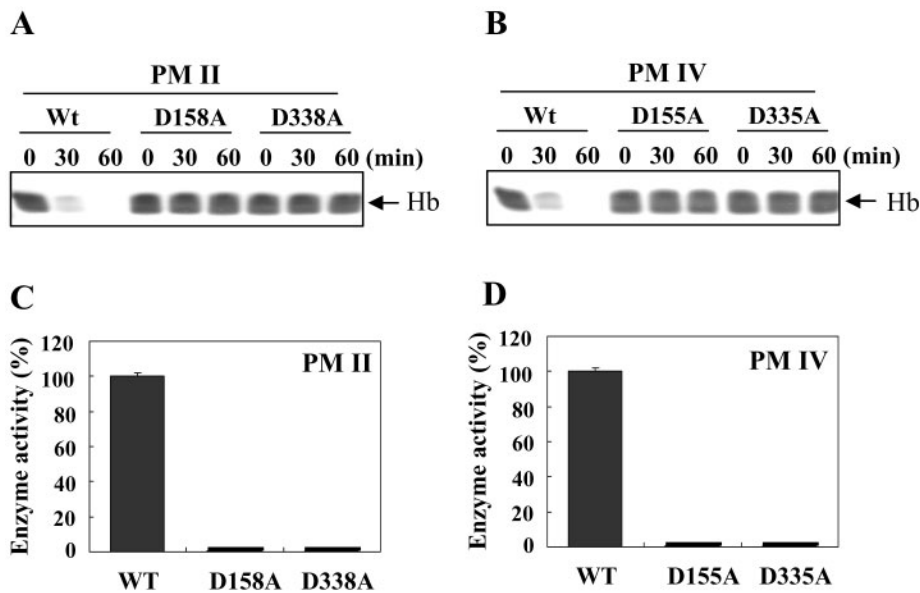 A
PM II
Wt D158A D338A
0 30 60 0 30 60 0 30 60 (min)
Hb
B
PM IV
Wt D155A D335A
0 30 60 0 30 60 0 30 60 (min)
Hb
C
Enzyme activity (%)
120
100
80
60
40
20
0
PM II
WT D158A D338A
D
Enzyme activity (%)
120
100
80
60
40
20
0
PM IV
WT D155A D335A